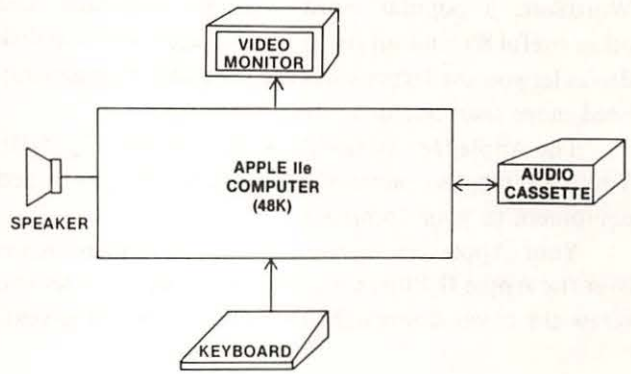 VIDEO
MONITOR
APPLE IIe
COMPUTER
(48K)
SPEAKER
AUDIO
CASSETTE
KEYBOARD